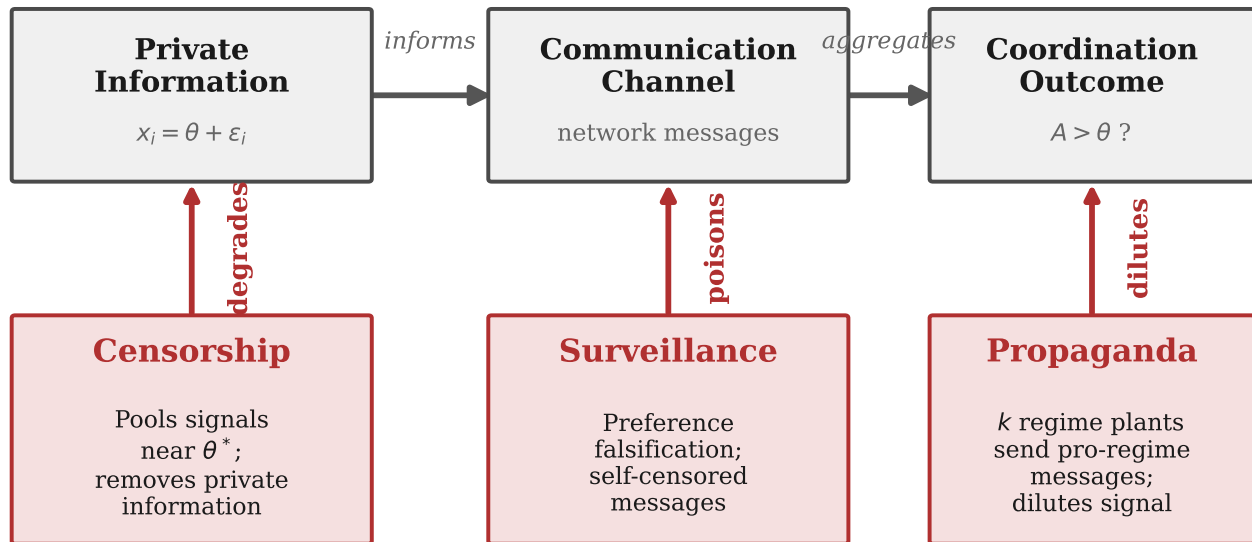 Private
Information
x_i = θ + ε_i
informs
Communication
Channel
network messages
aggregates
Coordination
Outcome
A > θ ?
degrades
poisons
dilutes
Censorship
Pools signals
near θ*;
removes private
information
Surveillance
Preference
falsification;
self-censored
messages
Propaganda
k regime plants
send pro-regime
messages;
dilutes signal